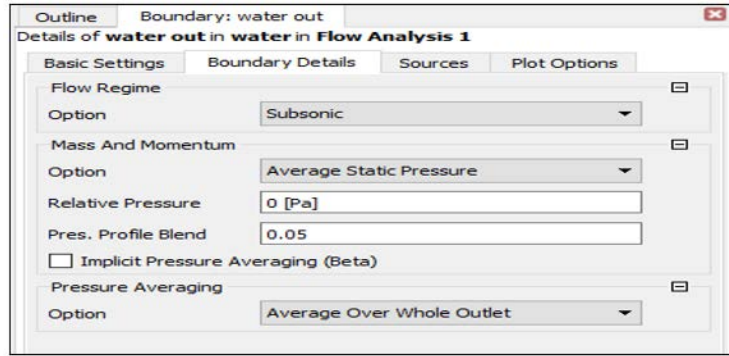 Outline Boundary: water out
Details of water out in water in Flow Analysis 1
Basic Settings Boundary Details Sources Plot Options
Flow Regime
Option Subsonic
Mass And Momentum
Option Average Static Pressure
Relative Pressure 0 [Pa]
Pres. Profile Blend 0.05
Implicit Pressure Averaging (Beta)
Pressure Averaging
Option Average Over Whole Outlet